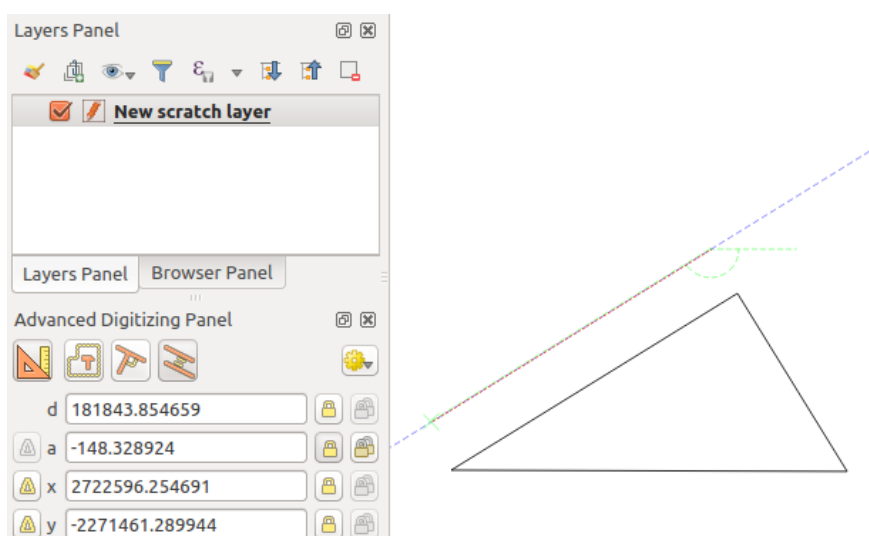 Layers Panel
New scratch layer
Layers Panel Browser Panel
Advanced Digitizing Panel
d 181843.854659
a -148.328924
x 2722596.254691
y -2271461.289944